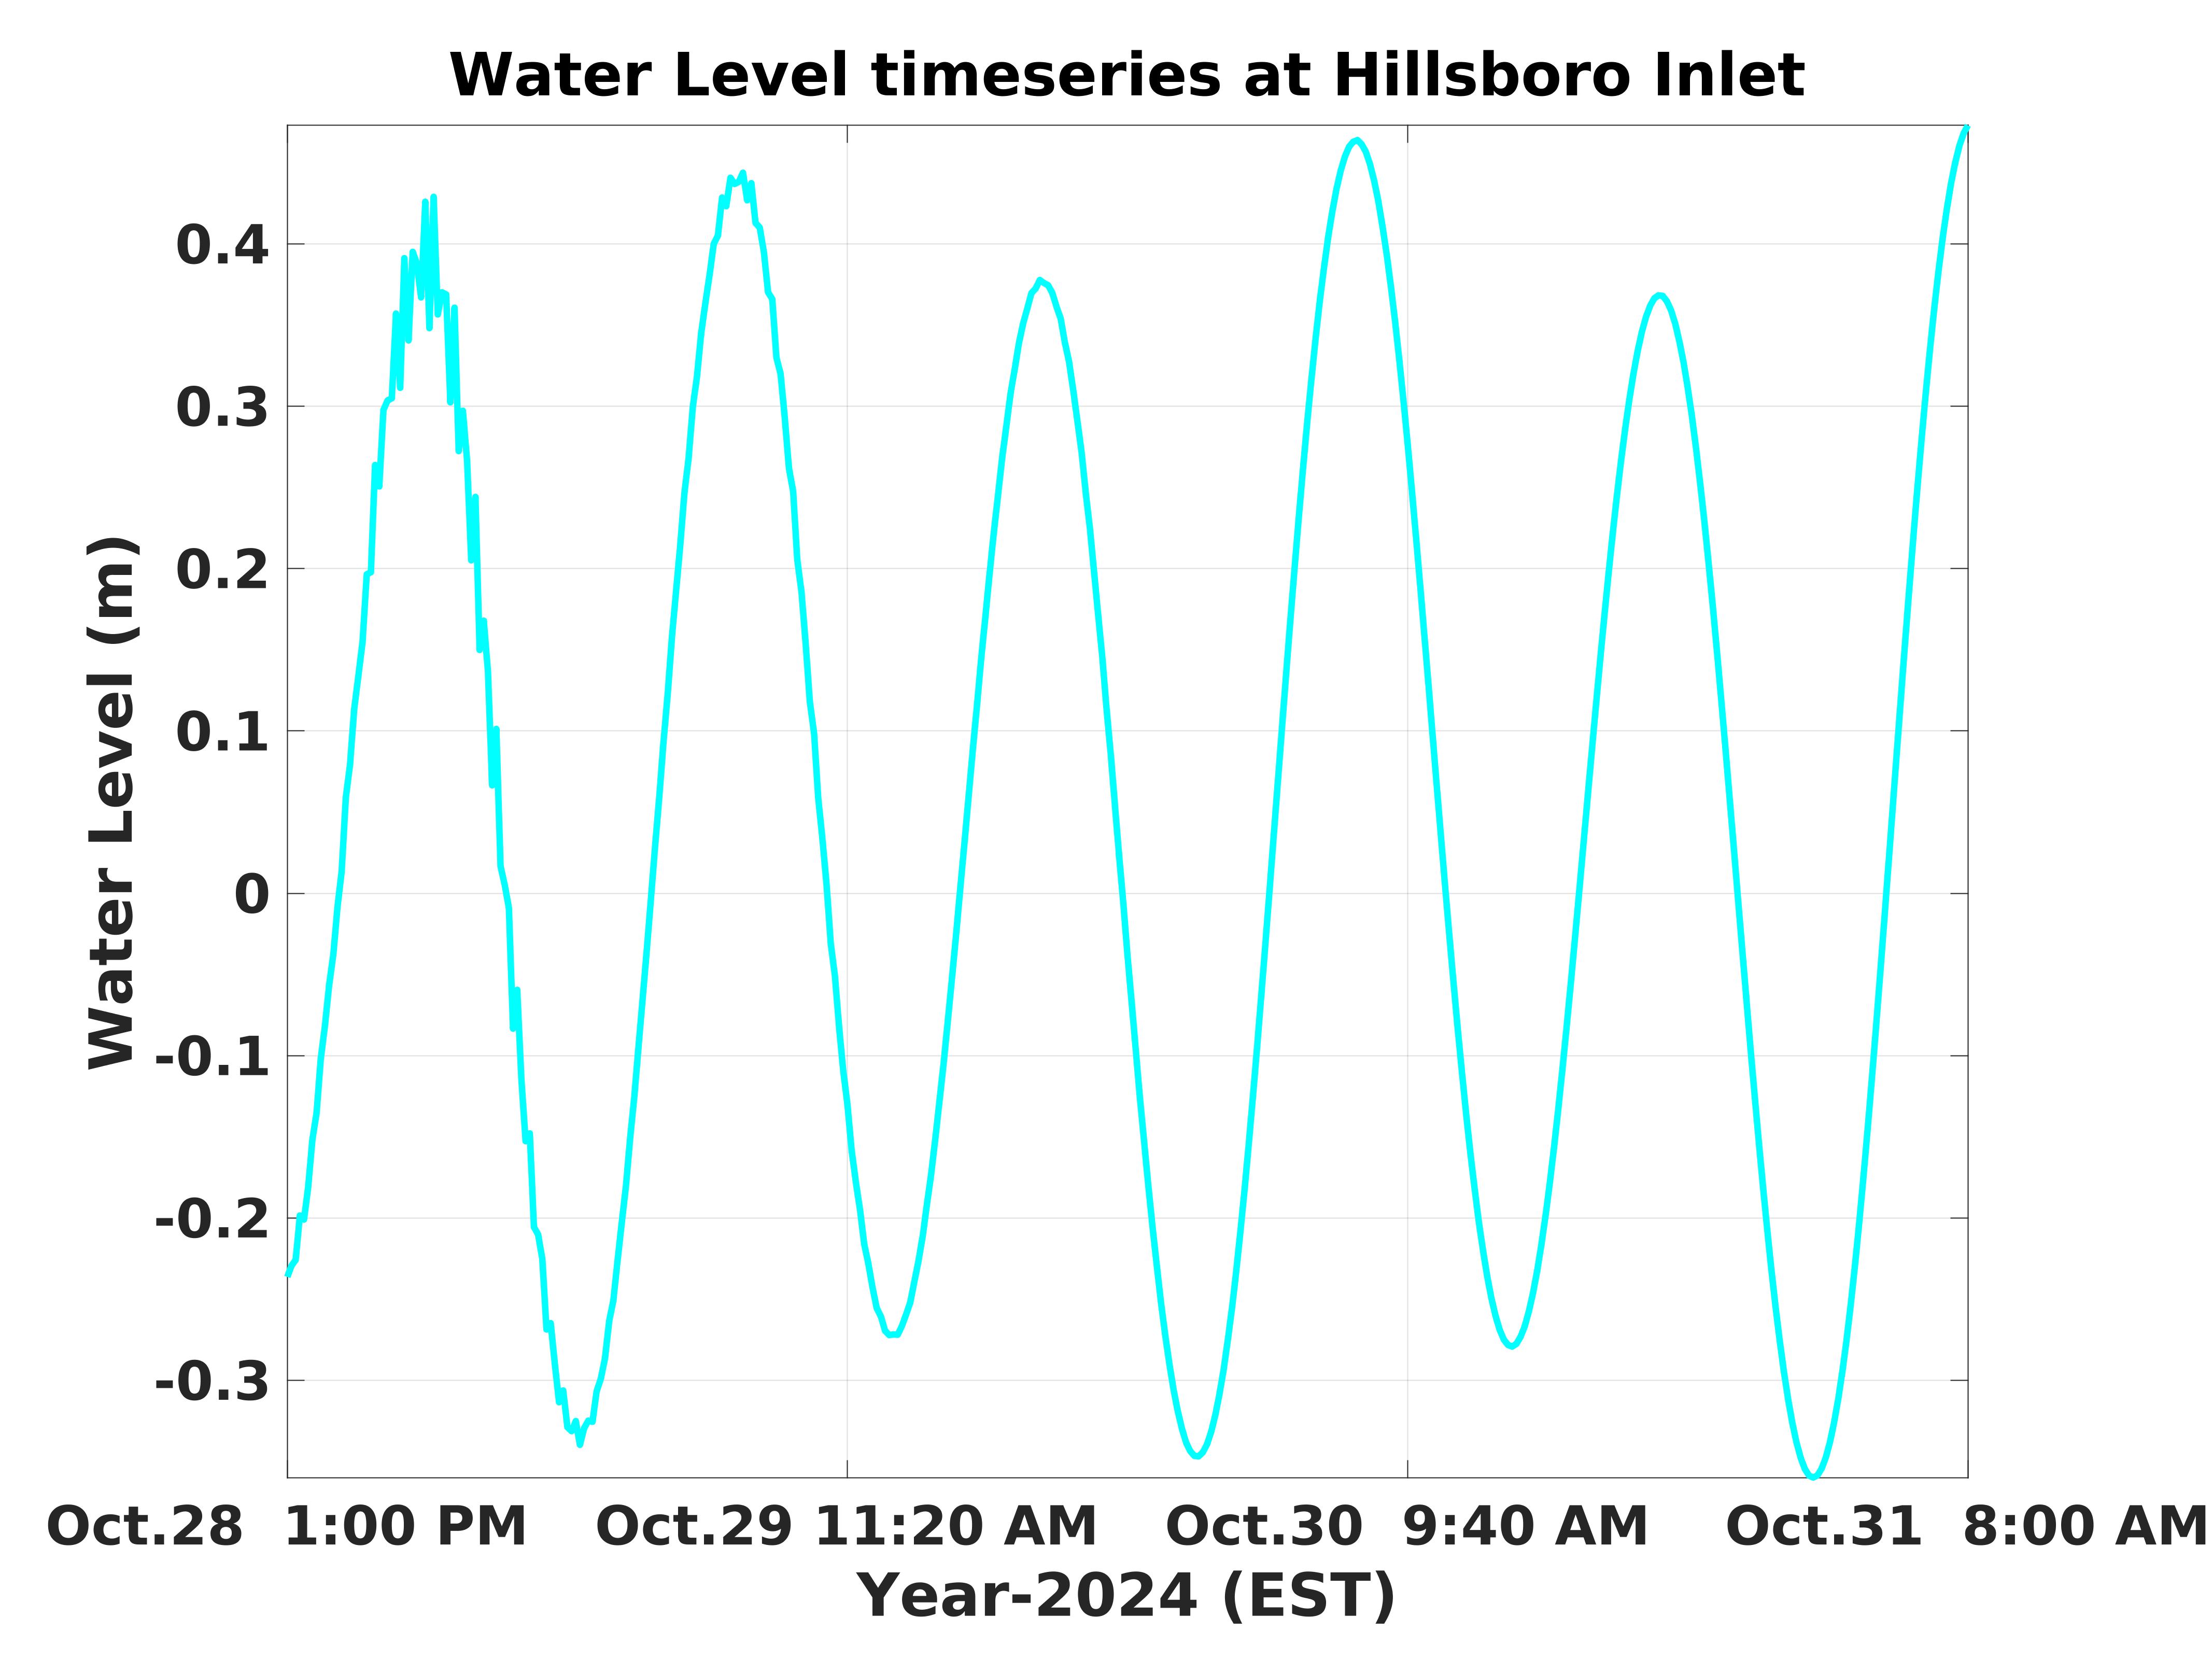 Water Level timeseries at Hillsboro Inlet
Water Level (m)
0.4
0.3
0.2
0.1
0
-0.1
-0.2
-0.3
Oct.28 1:00 PM Oct.29 11:20 AM Oct.30 9:40 AM Oct.31 8:00 AM
Year-2024 (EST)